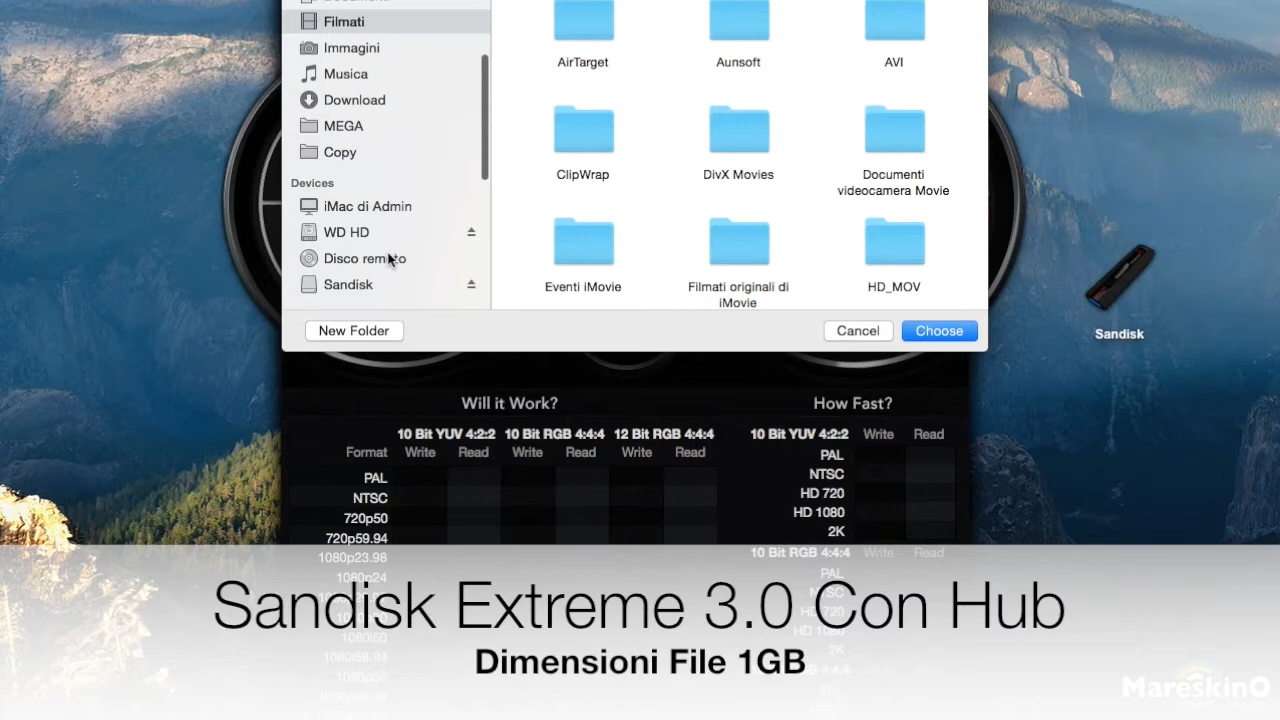 Filmati
Immagini
Musica
Download
MEGA
Copy
Devices
iMac di Admin
WD HD
Disco remoto
Sandisk
AirTarget
Aunsoft
AVI
ClipWrap
DivX Movies
Documenti
videocamera Movie
Eventi iMovie
Filmati originali di
iMovie
HD_MOV
New Folder
Cancel
Choose
Sandisk
Will it Work?
10 Bit YUV 4:2:2 10 Bit RGB 4:4:4 12 Bit RGB 4:4:4
Format Write Read Write Read Write Read
PAL
NTSC
720p50
720p59.94
1080p23.98
1080p24
How Fast?
10 Bit YUV 4:2:2 Write Read
PAL
NTSC
HD 720
HD 1080
2K
10 Bit RGB 4:4:4 Write Read
Sandisk Extreme 3.0 Con Hub
Dimensioni File 1GB
MareskinO